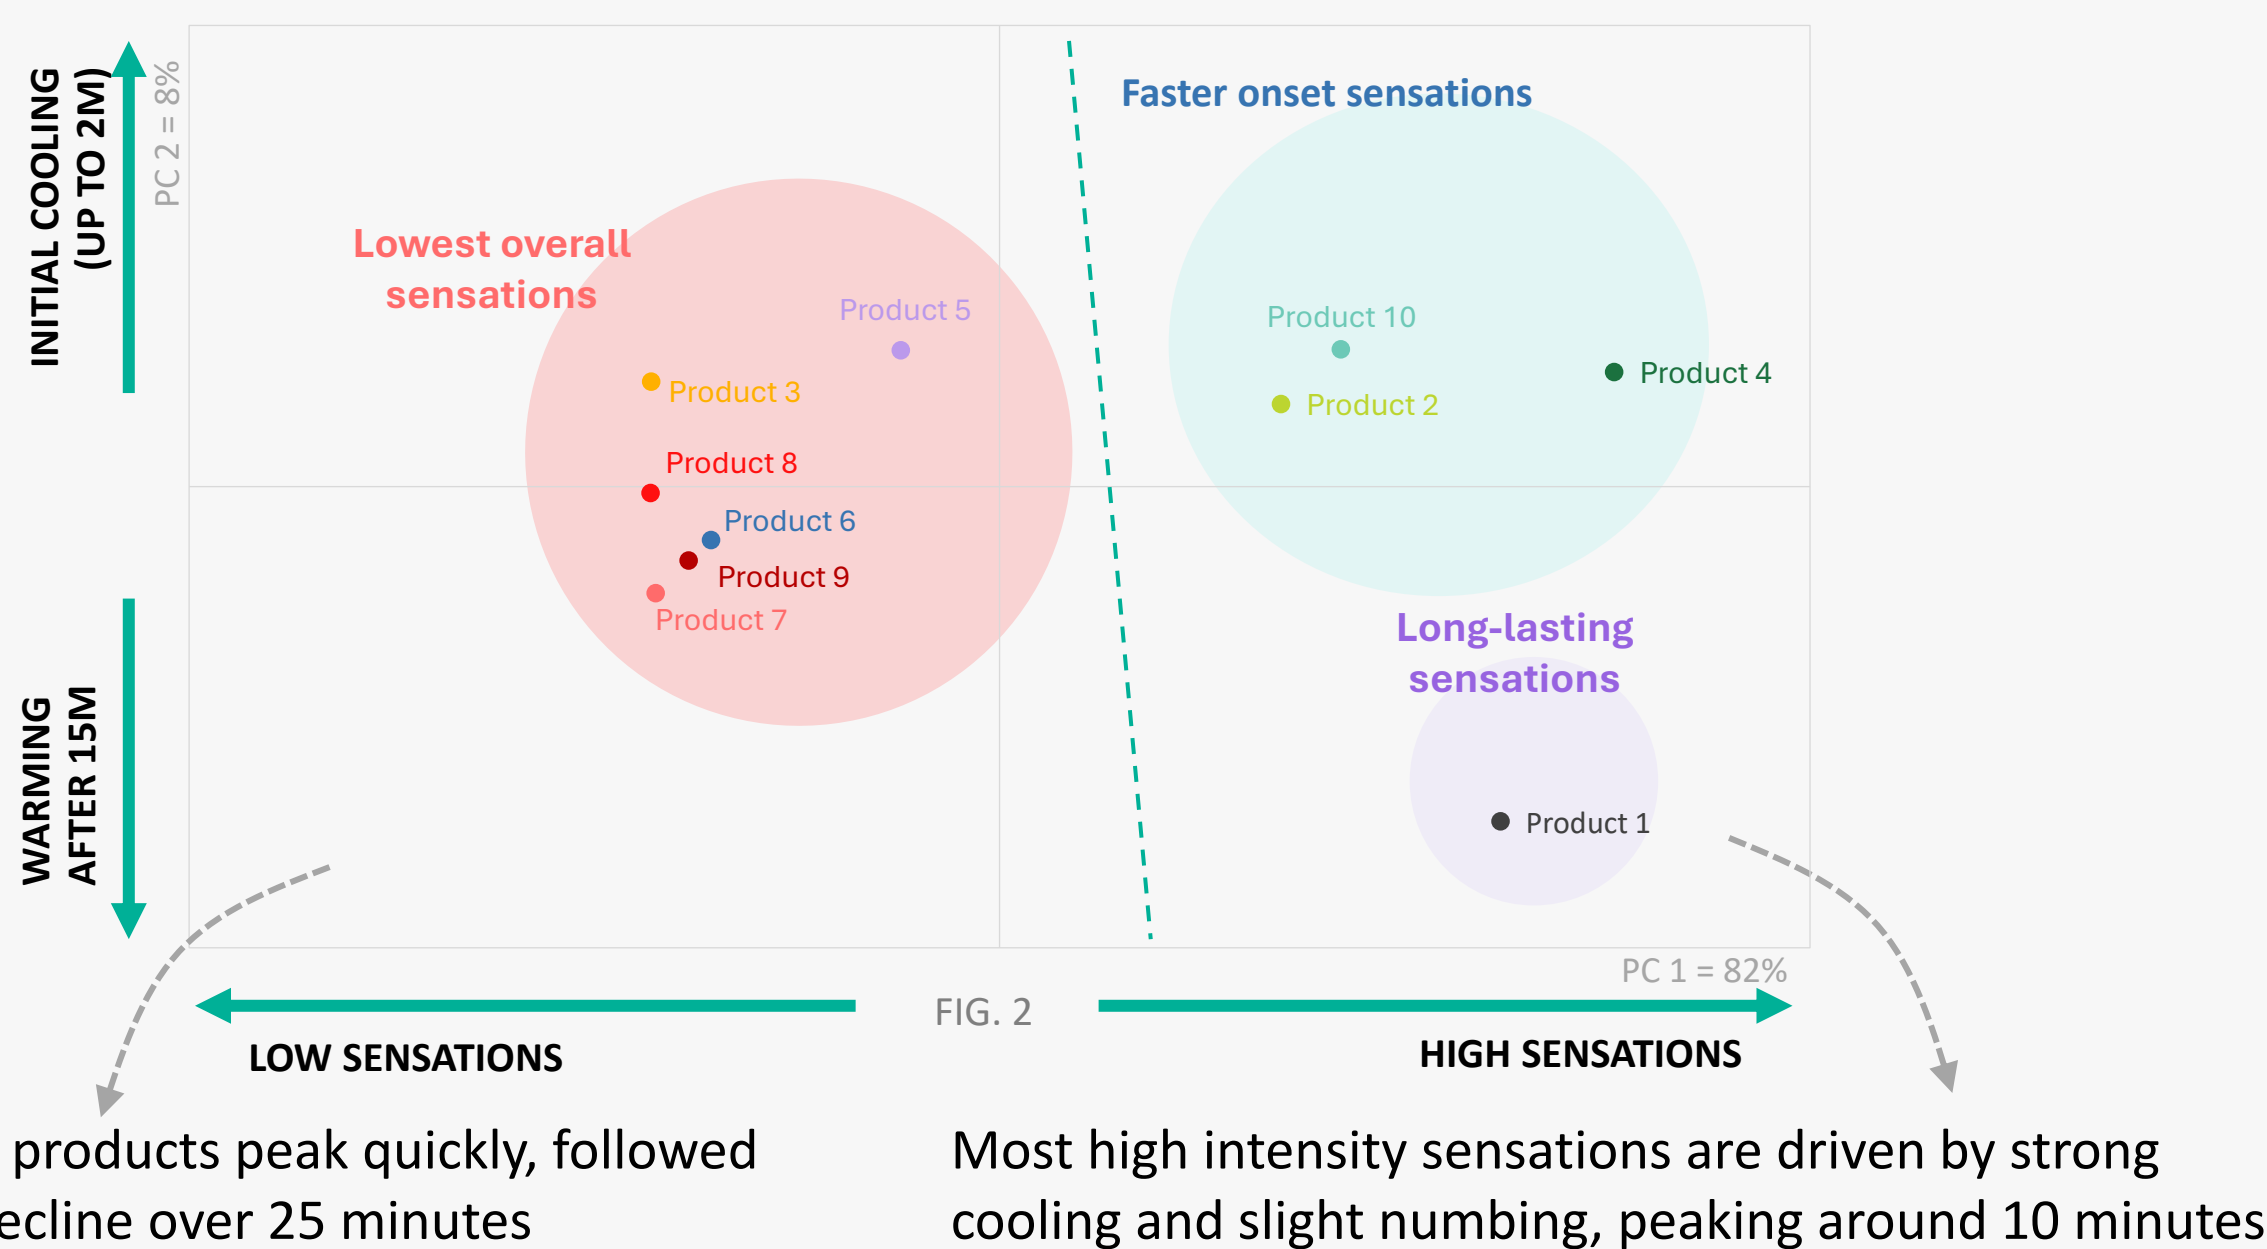 INITIAL COOLING
(UP TO 2M)
PC 2 = 8%
Faster onset sensations
Lowest overall
sensations
Product 5
Product 10
Product 4
Product 3
Product 2
Product 8
Product 6
Product 9
Product 7
Long-lasting
sensations
WARMING
AFTER 15M
Product 1
PC 1 = 82%
FIG. 2
LOW SENSATIONS
HIGH SENSATIONS
products peak quickly, followed
over 25 minutes
Most high intensity sensations are driven by strong
cooling and slight numbing, peaking around 10 minutes